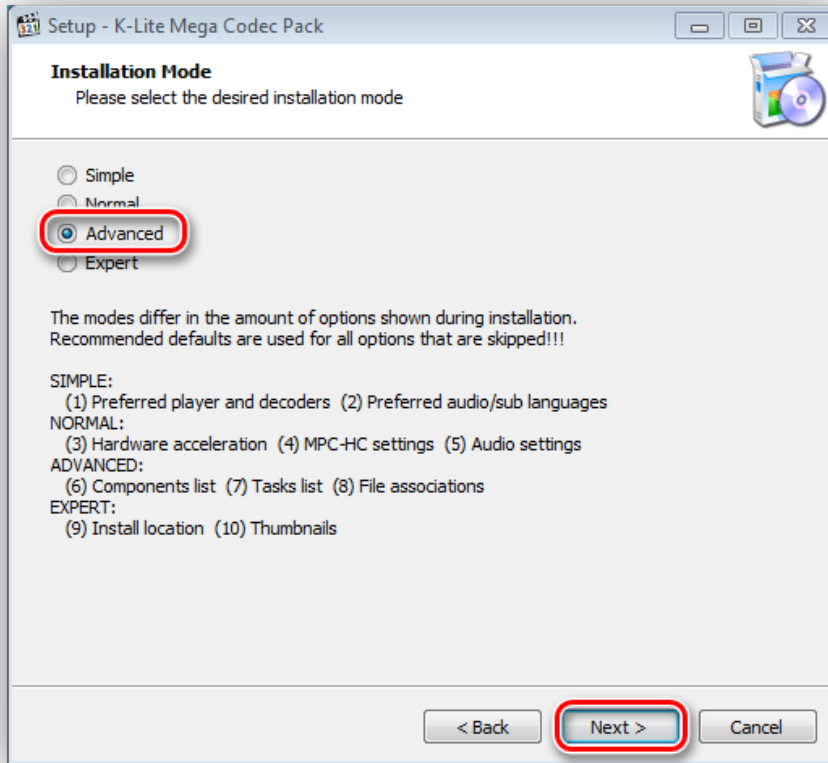 Setup - K-Lite Mega Codec Pack
Installation Mode
Please select the desired installation mode
Simple
Normal
Advanced
Expert
The modes differ in the amount of options shown during installation.
Recommended defaults are used for all options that are skipped!!!
SIMPLE:
(1) Preferred player and decoders (2) Preferred audio/sub languages
NORMAL:
(3) Hardware acceleration (4) MPC-HC settings (5) Audio settings
ADVANCED:
(6) Components list (7) Tasks list (8) File associations
EXPERT:
(9) Install location (10) Thumbnails
< Back Next > Cancel